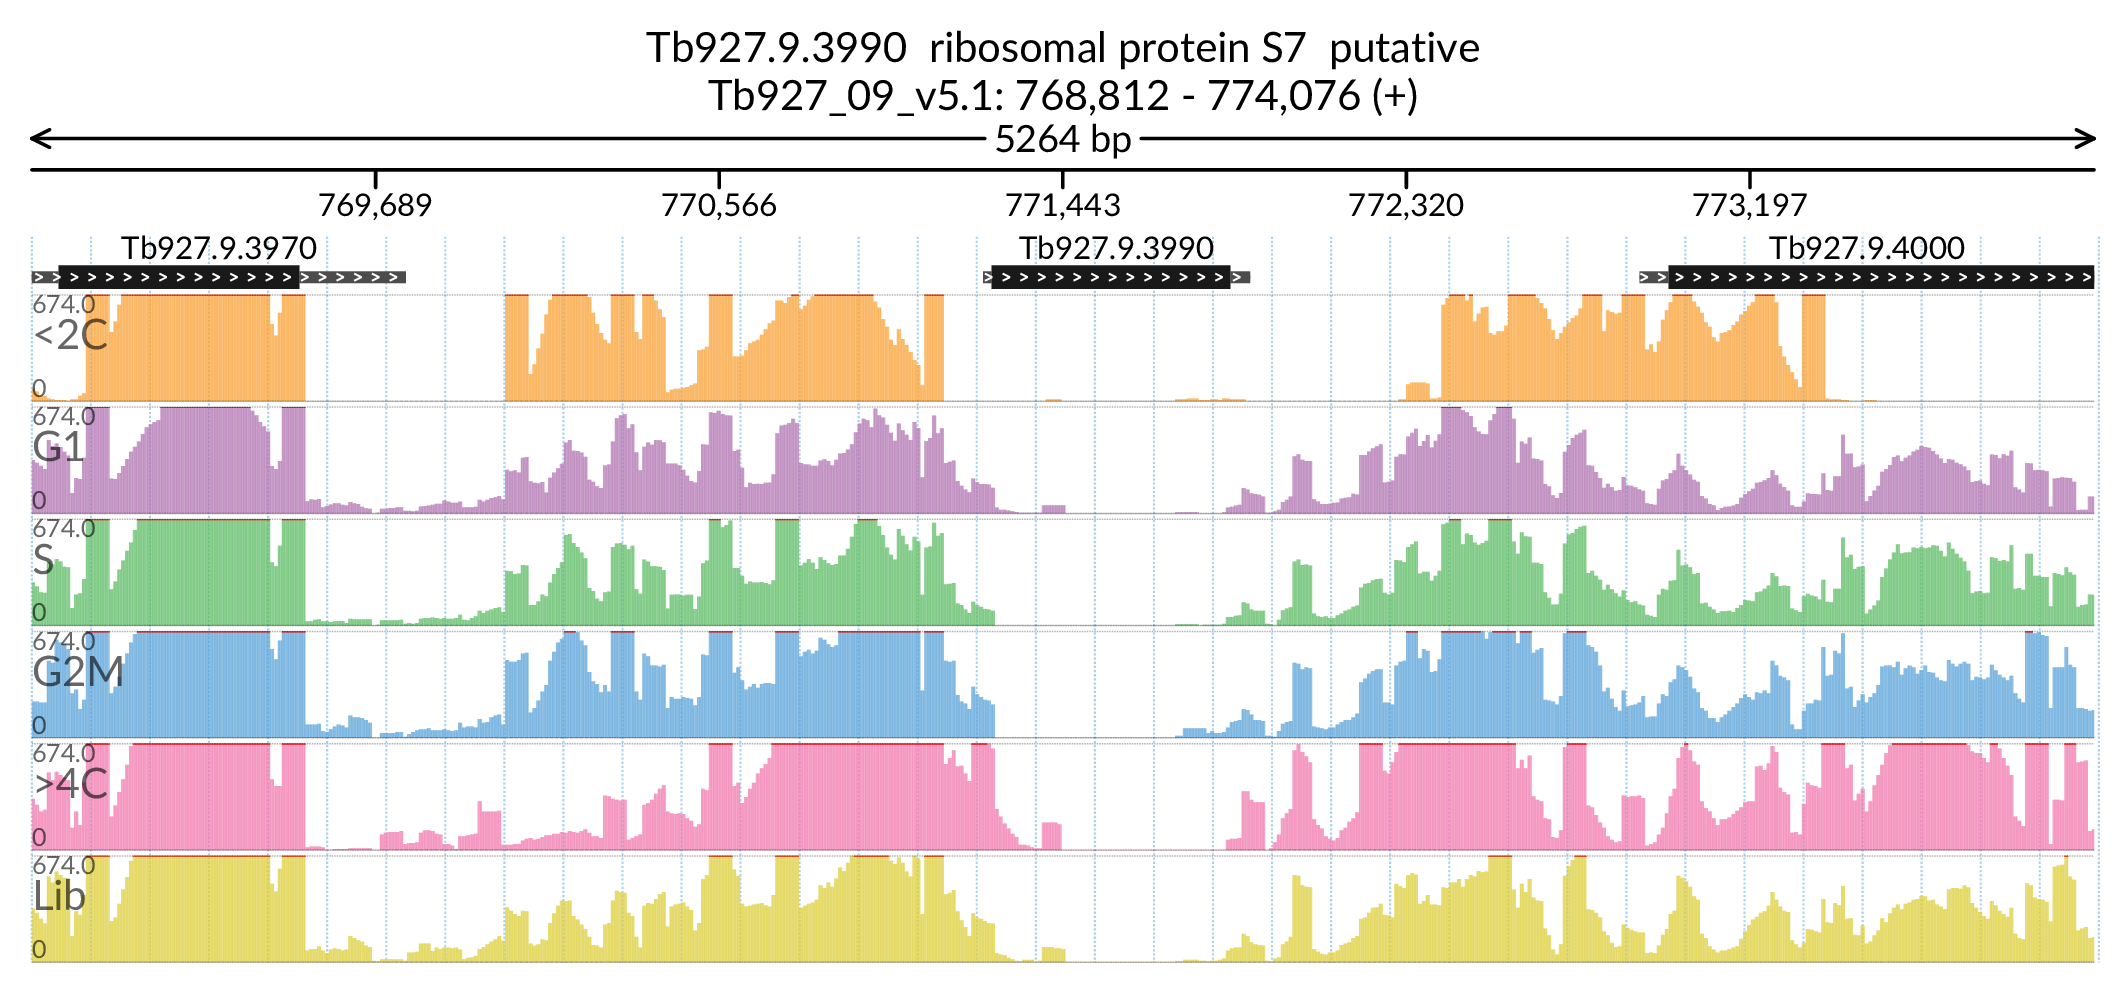 Tb927.9.3990  ribosomal protein S7  putative
Tb927_09_v5.1: 768,812 - 774,076 (+)
5264 bp
769,689 770,566 771,443 772,320 773,197
Tb927.9.3970 Tb927.9.3990 Tb927.9.4000
674.0
<2C
0
674.0
G1
0
674.0
S
0
674.0
G2M
0
674.0
>4C
0
674.0
Lib
0